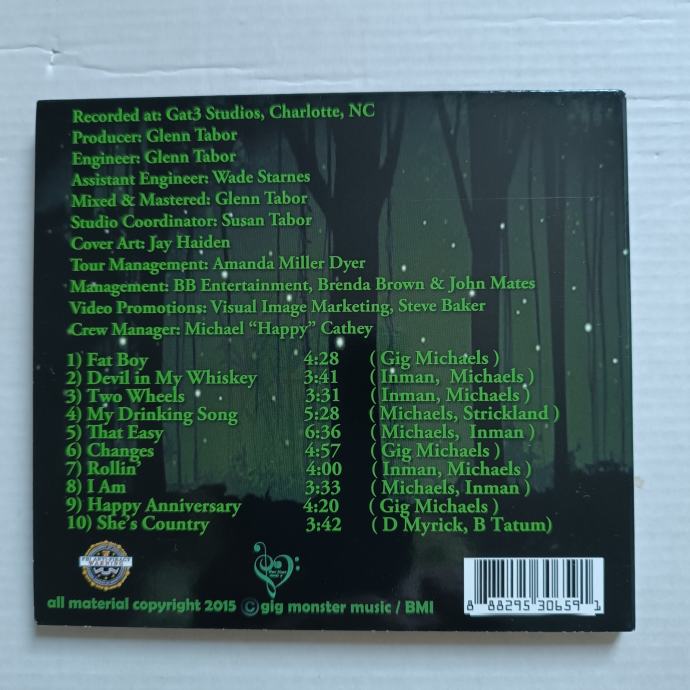 Recorded at: Gat3 Studios, Charlotte, NC
Producer: Glenn Tabor
Engineer: Glenn Tabor
Assistant Engineer: Wade Starnes
Mixed & Mastered: Glenn Tabor
Studio Coordinator: Susan Tabor
Cover Art: Jay Haiden
Tour Management: Amanda Miller Dyer
Management: BB Entertainment, Brenda Brown & John Mates
Video Promotions: Visual Image Marketing, Steve Baker
Crew Manager: Michael “Happy” Cathey
1) Fat Boy 4:28 ( Gig Michaels )
2) Devil in My Whiskey 3:41 ( Inman, Michaels )
3) Two Wheels 3:31 ( Inman, Michaels )
4) My Drinking Song 5:28 ( Michaels, Strickland )
5) That Easy 6:36 ( Michaels, Inman )
6) Changes 4:57 ( Gig Michaels )
7) Rollin' 4:00 ( Inman, Michaels )
8) I Am 3:33 ( Michaels, Inman )
9) Happy Anniversary 4:20 ( Gig Michaels )
10) She's Country 3:42 ( D Myrick, B Tatum)
WARNING
all material copyright 2015 © gig monster music / BMI
8 88295 30659 1